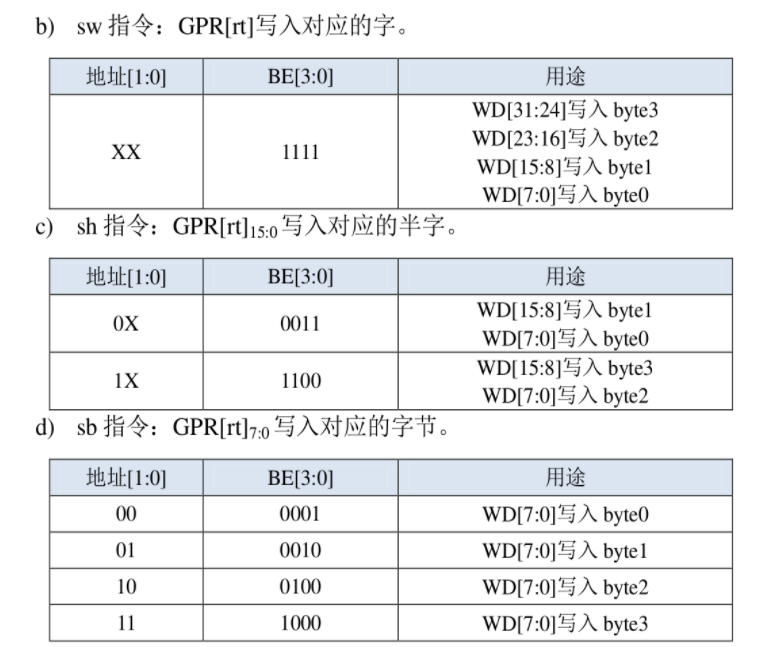 b) sw 指令：GPR[rt]写入对应的字。
地址[1:0] BE[3:0] 用途
XX 1111 WD[31:24]写入 byte3
WD[23:16]写入 byte2
WD[15:8]写入 byte1
WD[7:0]写入 byte0
c) sh 指令：GPR[rt]15:0 写入对应的半字。
地址[1:0] BE[3:0] 用途
0X 0011 WD[15:8]写入 byte1
WD[7:0]写入 byte0
1X 1100 WD[15:8]写入 byte3
WD[7:0]写入 byte2
d) sb 指令：GPR[rt]7:0 写入对应的字节。
地址[1:0] BE[3:0] 用途
00 0001 WD[7:0]写入 byte0
01 0010 WD[7:0]写入 byte1
10 0100 WD[7:0]写入 byte2
11 1000 WD[7:0]写入 byte3